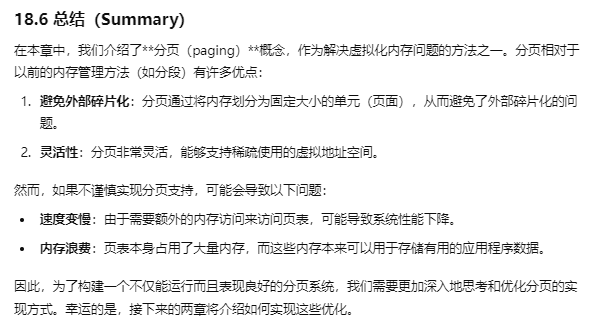 18.6 总结（Summary）
在本章中，我们介绍了**分页（paging）**概念，作为解决虚拟化内存问题的方法之一。分页相对于
以前的内存管理方法（如分段）有许多优点：
1. 避免外部碎片化：分页通过将内存划分为固定大小的单元（页面），从而避免了外部碎片化的问
题。
2. 灵活性：分页非常灵活，能够支持稀疏使用的虚拟地址空间。
然而，如果不谨慎实现分页支持，可能会导致以下问题：
• 速度变慢：由于需要额外的内存访问来访问页表，可能导致系统性能下降。
• 内存浪费：页表本身占用了大量内存，而这些内存本来可以用于存储有用的应用程序数据。
因此，为了构建一个不仅能运行而且表现良好的分页系统，我们需要更加深入地思考和优化分页的实
现方式。幸运的是，接下来的两章将介绍如何实现这些优化。